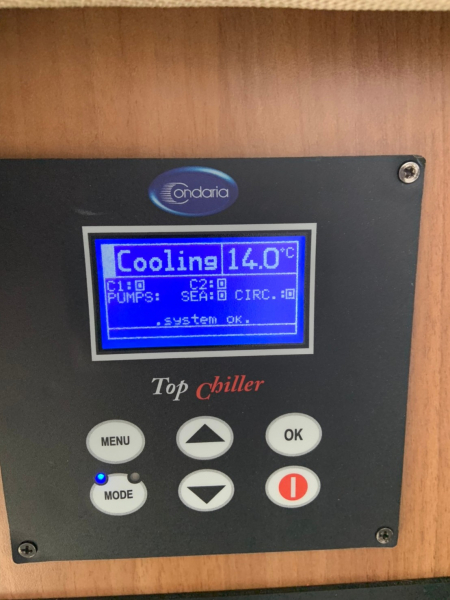 Condaria
Cooling 14.0°C
C1: C2:
PUMPS: SEA: CIRC.:
.system ok.
Top Chiller
MENU
OK
MODE